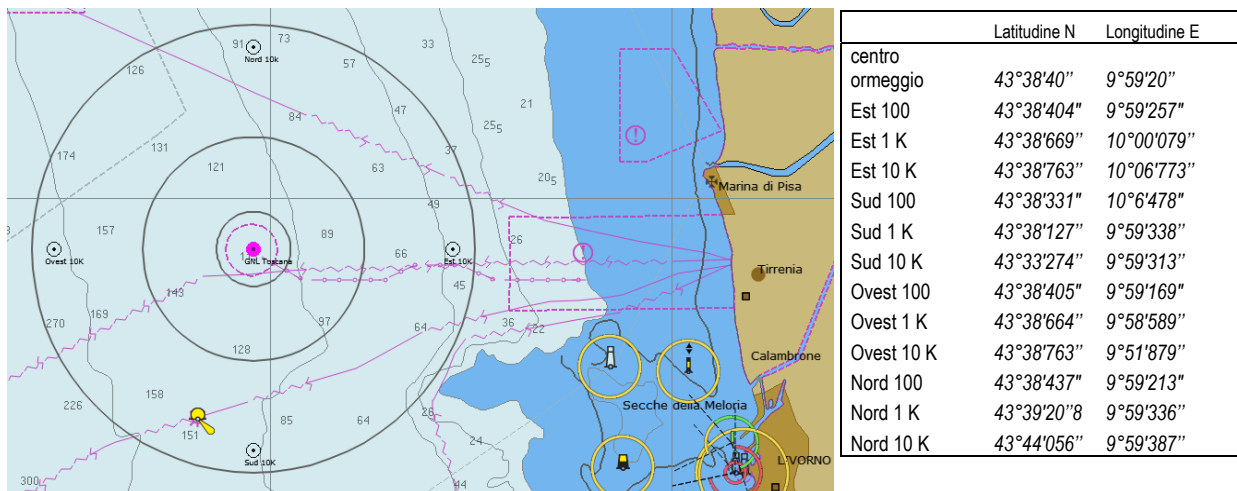 91
73
33
Nord 10k
57
25₅
126
21
84
47
25₅
174
131
37
121
63
20₅
Marina di Pisa
49
157
89
26
66
Ovest 10K
GNL Toscana
Est 10K
Tirrenia
45
143
270
169
97
64
36
22
128
Calambrone
158
226
Secche della Meloria
85
64
26
151
24
Sud 10K
LIVORNO
300
44
Latitudine N Longitudine E
centro
ormeggio 43°38'40’’ 9°59'20’’
Est 100 43°38'404" 9°59'257"
Est 1 K 43°38'669’’ 10°00'079’’
Est 10 K 43°38'763’’ 10°06'773’’
Sud 100 43°38'331" 10°6'478"
Sud 1 K 43°38'127’’ 9°59'338’’
Sud 10 K 43°33'274’’ 9°59'313’’
Ovest 100 43°38'405" 9°59'169"
Ovest 1 K 43°38'664’’ 9°58'589’’
Ovest 10 K 43°38'763’’ 9°51'879’’
Nord 100 43°38'437" 9°59'213"
Nord 1 K 43°39'20’’8 9°59'336’’
Nord 10 K 43°44'056’’ 9°59'387’’